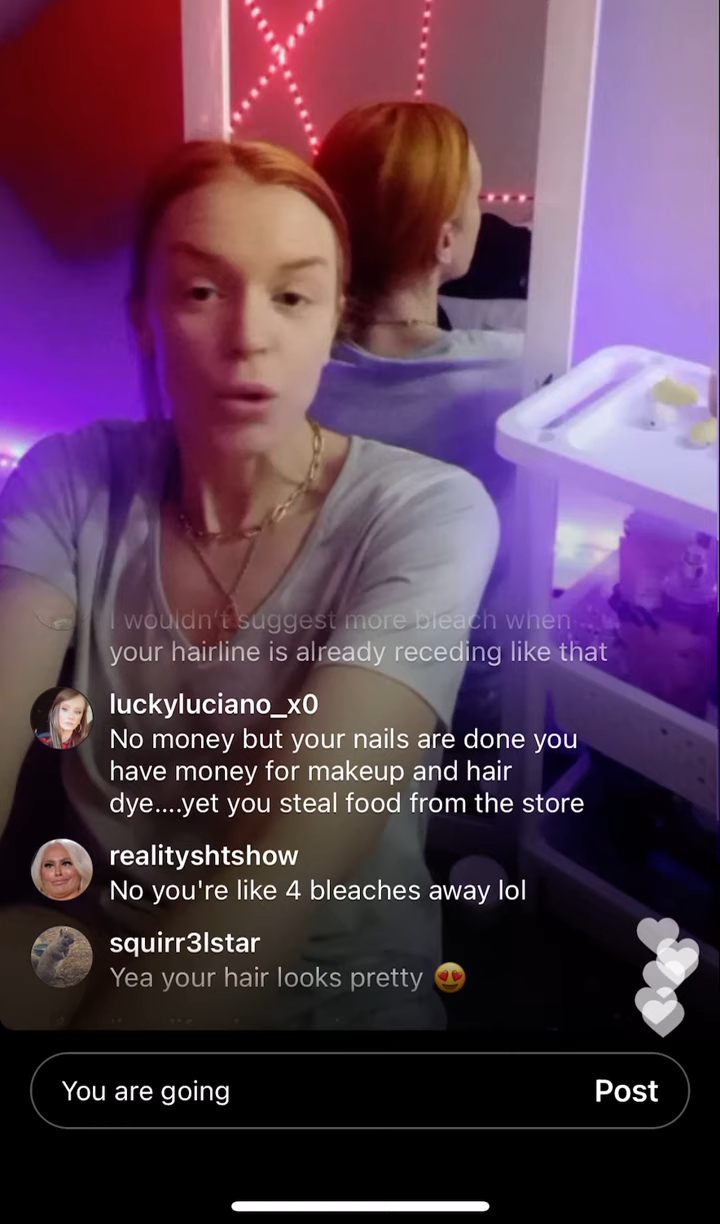 I wouldn't suggest more bleach when
your hairline is already receding like that
luckyluciano_x0
No money but your nails are done you
have money for makeup and hair
dye....yet you steal food from the store
realityshtshow
No you're like 4 bleaches away lol
squirr3lstar
Yea your hair looks pretty 😍
You are going
Post